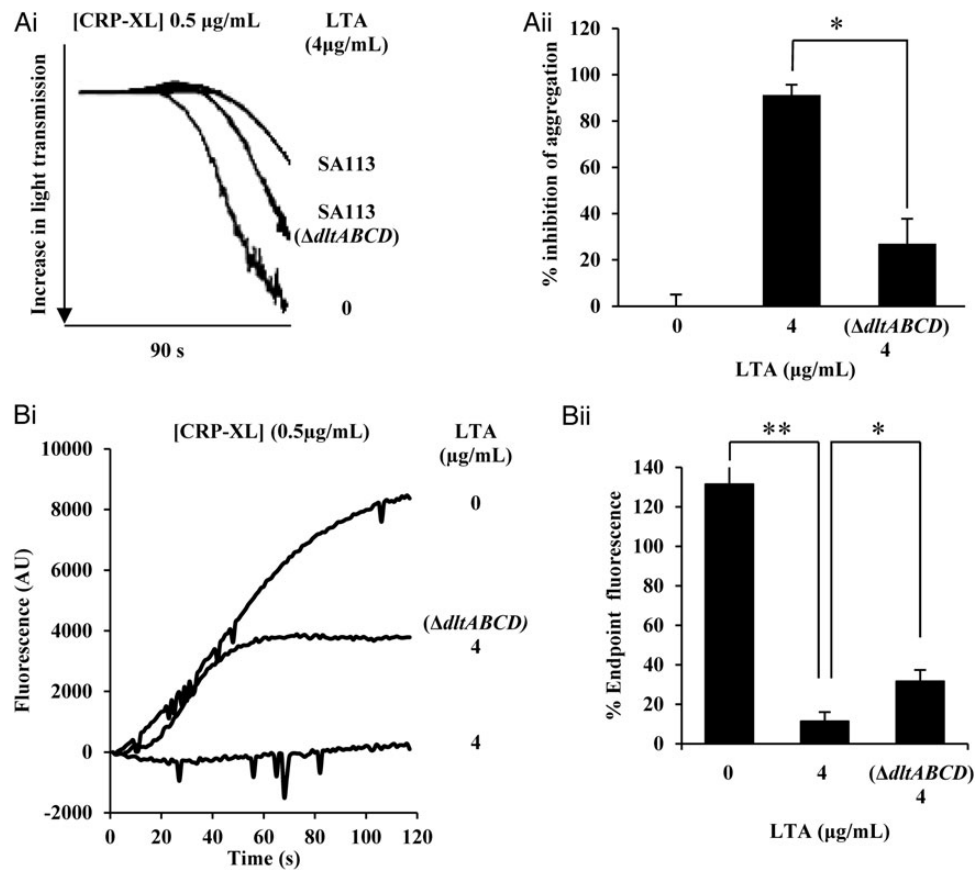 Ai
[CRP-XL] 0.5 µg/mL
LTA
(4µg/mL)
Increase in light transmission
SA113
SA113
(ΔdltABCD)
0
90 s
Aii
% inhibition of aggregation
120
100
80
60
40
20
0
*
0
4
(ΔdltABCD)
4
LTA (µg/mL)
Bi
[CRP-XL] (0.5µg/mL)
LTA
(µg/mL)
Fluorescence (AU)
10000
8000
6000
4000
2000
0
-2000
0
(ΔdltABCD)
4
4
0 20 40 60 80 100 120
Time (s)
Bii
% Endpoint fluorescence
** *
140
120
100
80
60
40
20
0
0
4
(ΔdltABCD)
4
LTA (µg/mL)